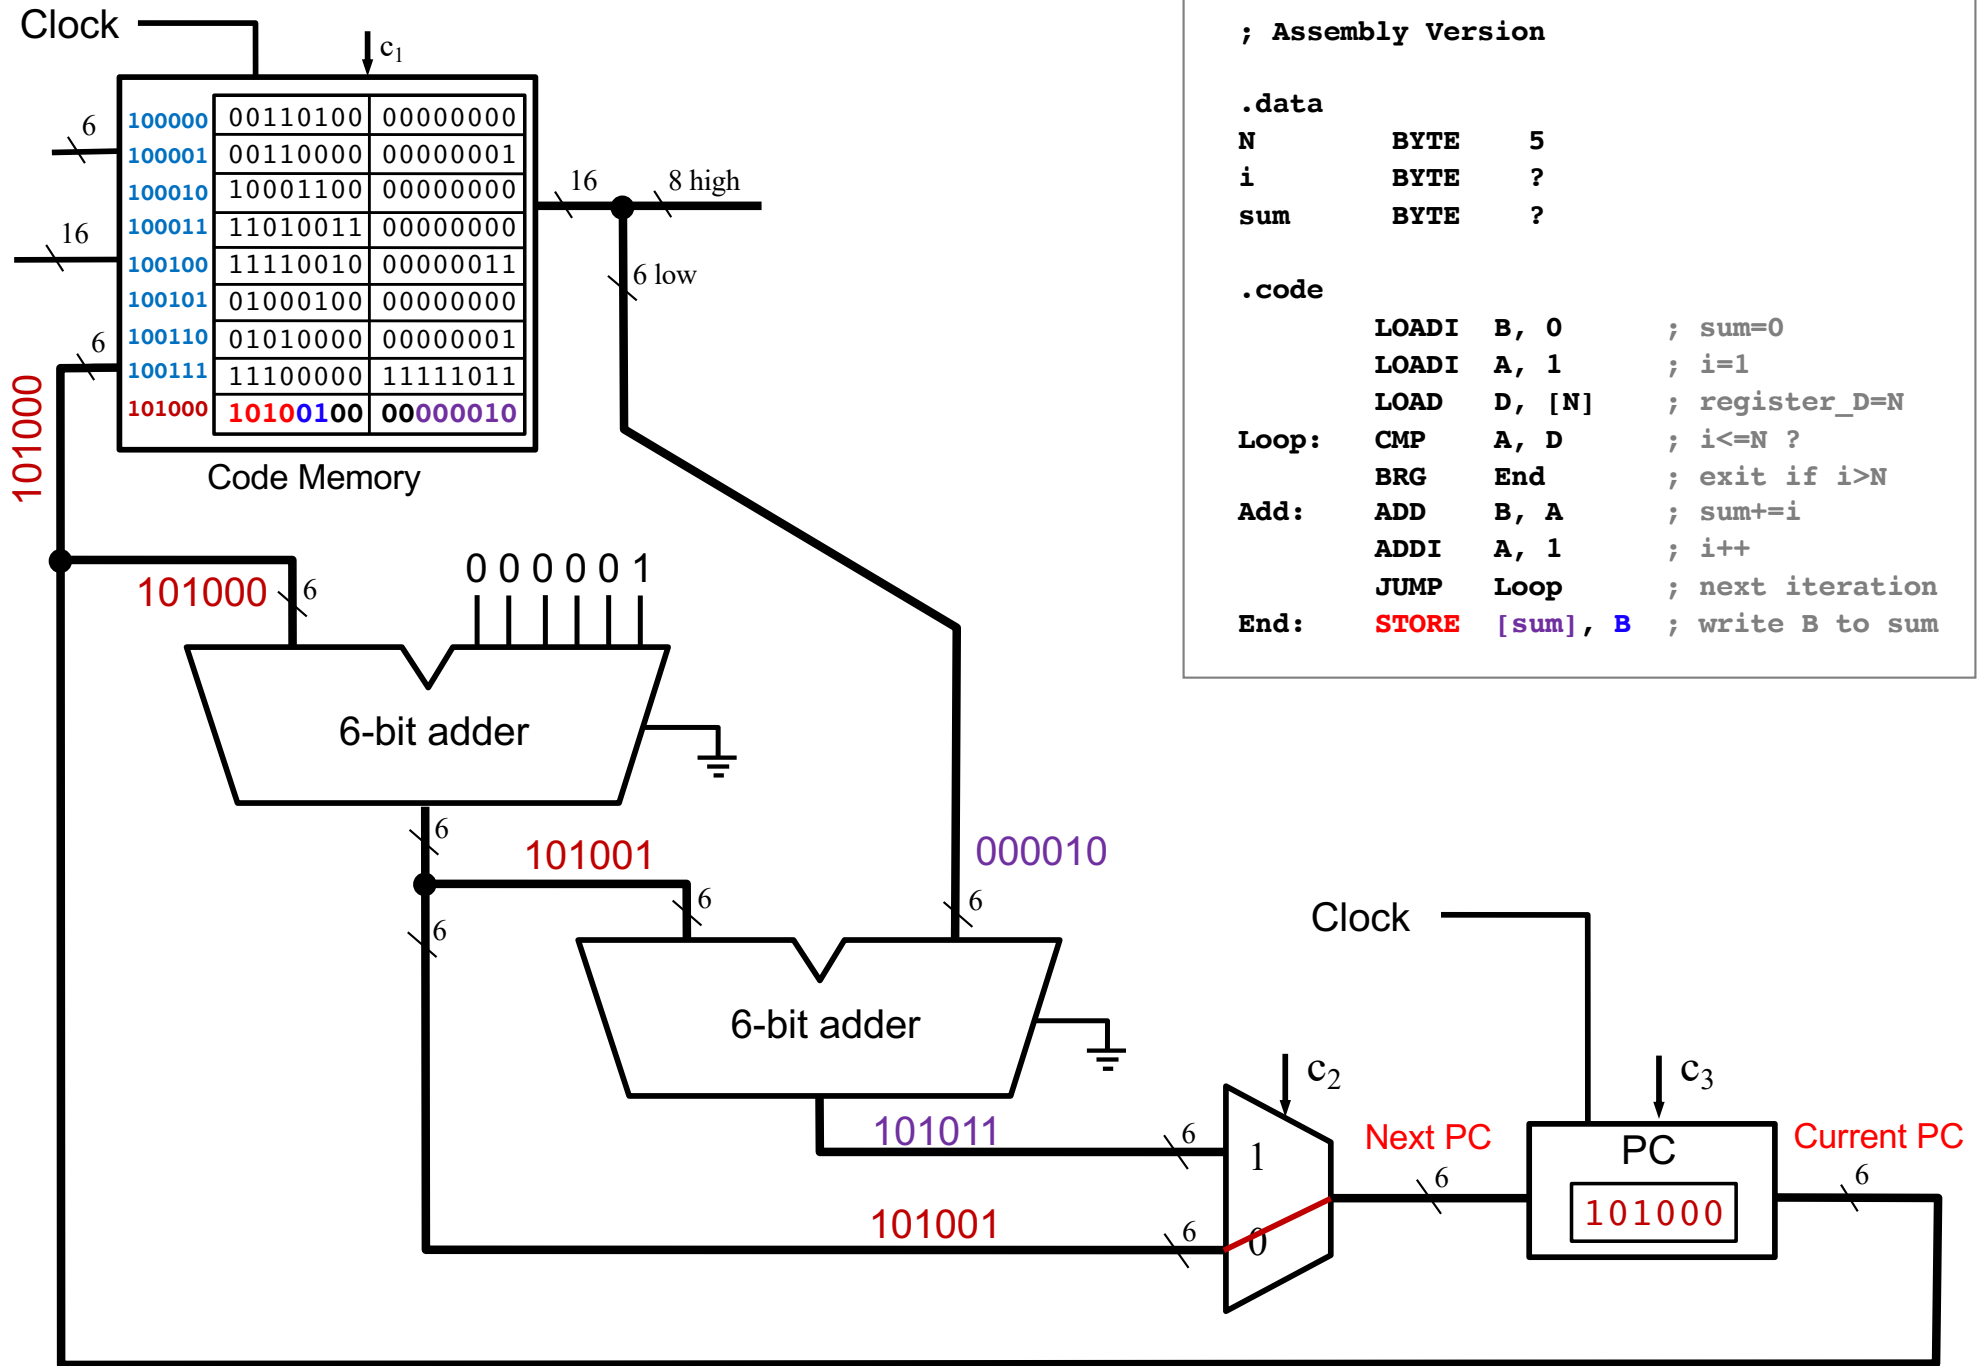 Clock
c1
6
16
6
100000 00110100 00000000
100001 00110000 00000001
100010 10001100 00000000
100011 11010011 00000000
100100 11110010 00000011
100101 01000100 00000000
100110 01010000 00000001
100111 11100000 11111011
101000 10100100 00000010
Code Memory
16
8 high
6 low
101000
101000
6
0 0 0 0 0 1
6-bit adder
6
101001
6
6
000010
6
6-bit adder
101011
6
101001
6
c2
1
0
Next PC
6
Clock
c3
PC
101000
Current PC
6
; Assembly Version
.data
N BYTE 5
i BYTE ?
sum BYTE ?
.code
LOADI B, 0 ; sum=0
LOADI A, 1 ; i=1
LOAD D, [N] ; register_D=N
Loop: CMP A, D ; i<=N ?
BRG End ; exit if i>N
Add: ADD B, A ; sum+=i
ADDI A, 1 ; i++
JUMP Loop ; next iteration
End: STORE [sum], B ; write B to sum